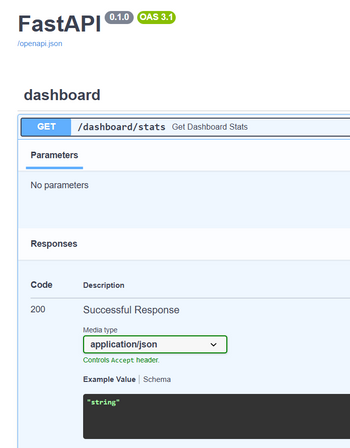 FastAPI 0.1.0 OAS 3.1
/openapi.json
dashboard
GET /dashboard/stats Get Dashboard Stats
Parameters
No parameters
Responses
Code Description
200 Successful Response
Media type
application/json
Controls Accept header.
Example Value | Schema
"string"